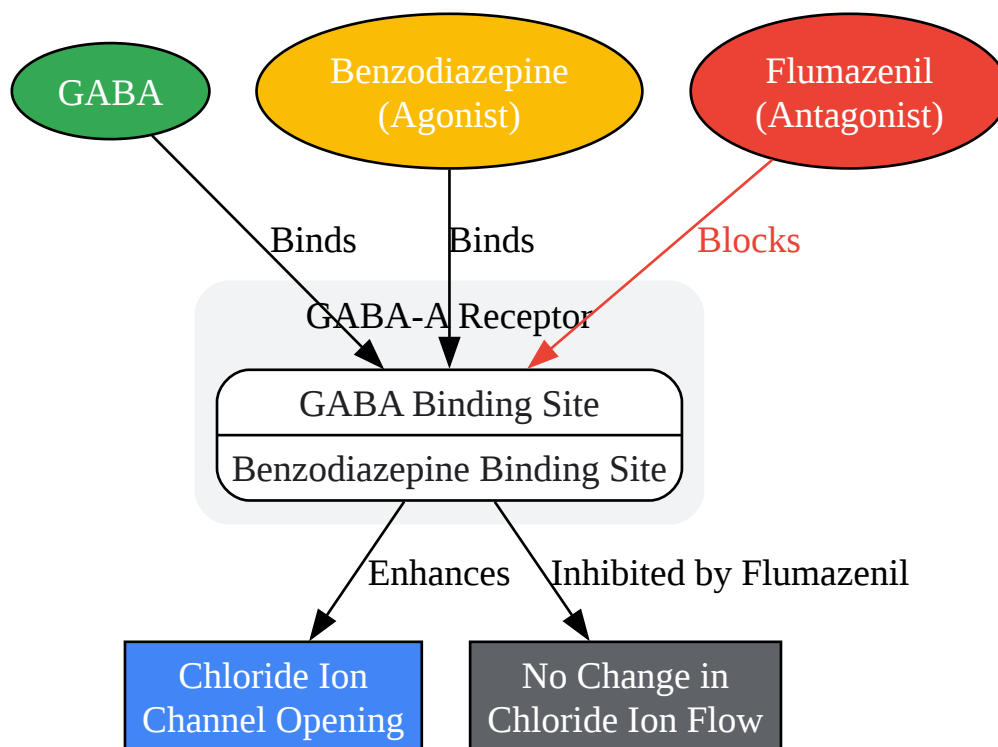 GABA
Benzodiazepine
(Agonist)
Flumazenil
(Antagonist)
Binds
Binds
Blocks
GABA-A Receptor
GABA Binding Site
Benzodiazepine Binding Site
Enhances
Inhibited by Flumazenil
Chloride Ion
Channel Opening
No Change in
Chloride Ion Flow